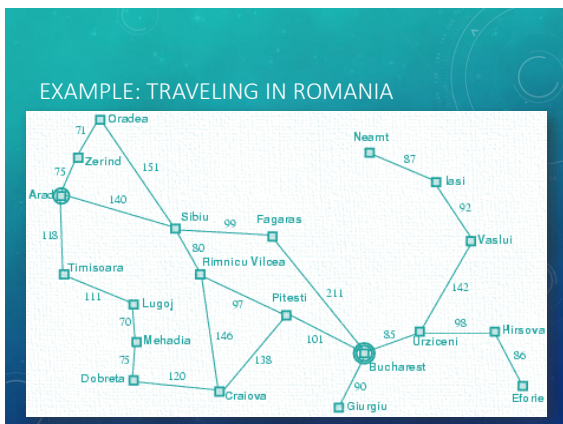 EXAMPLE: TRAVELING IN ROMANIA
Oradea
71
Neamt
87
Zerind
75
151
Iasi
Arad
140
92
Sibiu
99
Fagaras
118
80
Vaslui
Rimnicu Vilcea
Timisoara
111
Lugoj
97
Pitesti
211
142
70
Mehadia
146
101
85
98
Hirsova
Urziceni
75
138
86
Bucharest
Dobreta
120
90
Craiova
Eforie
Giurgiu